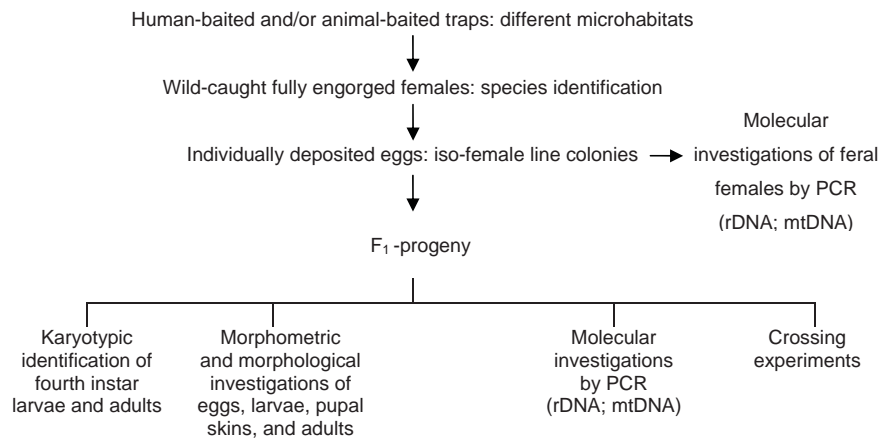 Human-baited and/or animal-baited traps: different microhabitats
Wild-caught fully engorged females: species identification
Individually deposited eggs: iso-female line colonies
Molecular
investigations of feral
females by PCR
(rDNA; mtDNA)
F₁ -progeny
Karyotypic
identification of
fourth instar
larvae and adults
Morphometric
and morphological
investigations of
eggs, larvae, pupal
skins, and adults
Molecular
investigations
by PCR
(rDNA; mtDNA)
Crossing
experiments